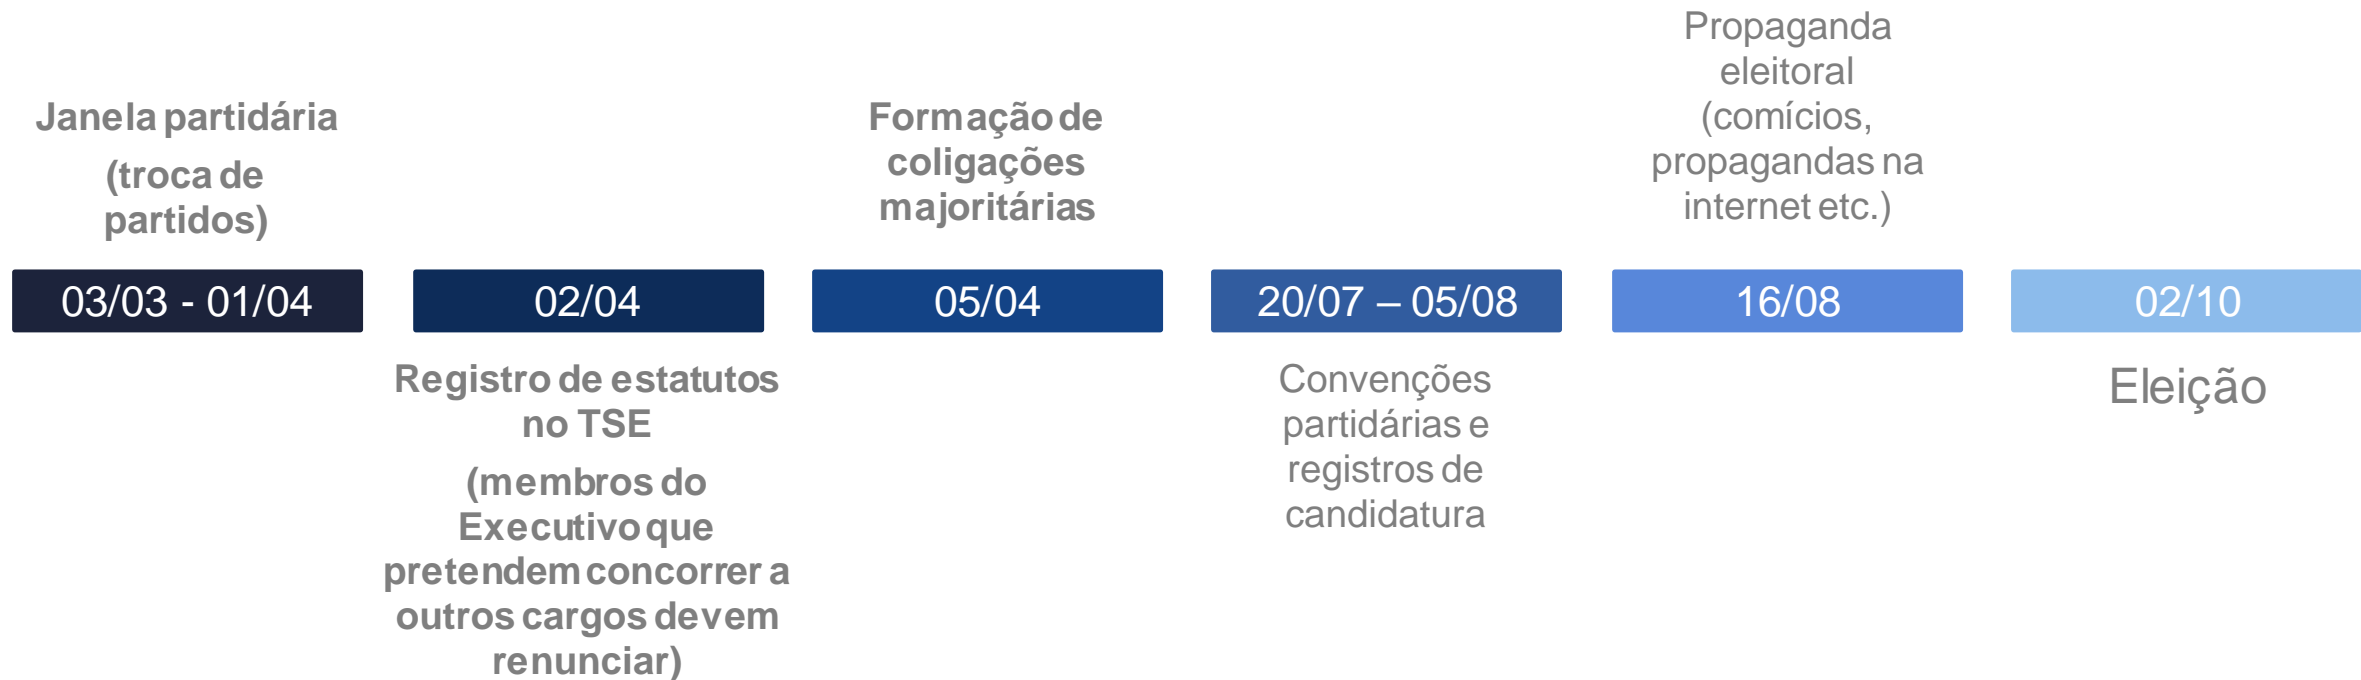 Janela partidária
(troca de
partidos)
03/03 - 01/04
02/04
Registro de estatutos
no TSE
(membros do
Executivo que
pretendem concorrer a
outros cargos devem
renunciar)
Formação de
coligações
majoritárias
05/04
20/07 – 05/08
Convenções
partidárias e
registros de
candidatura
Propaganda
eleitoral
(comícios,
propagandas na
internet etc.)
16/08
02/10
Eleição